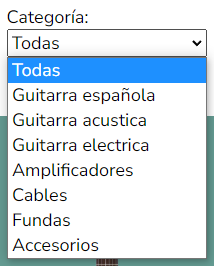 Categoría:
Todas
Todas
Guitarra española
Guitarra acustica
Guitarra electrica
Amplificadores
Cables
Fundas
Accesorios